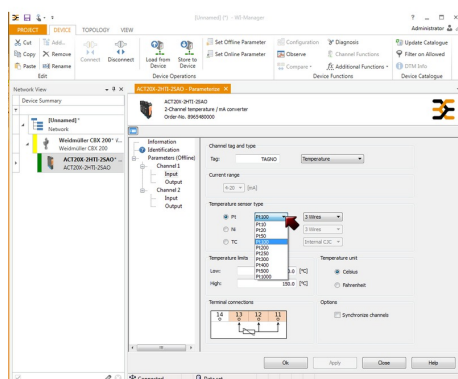 [Unnamed] (*) - WI-Manager
PROJECT DEVICE TOPOLOGY VIEW
Administrator
Cut Add... Set Offline Parameter Configuration Diagnosis Update Catalogue
Copy Remove Set Parameter Observe Channel Functions Filter on Allowed
Paste Rename Connect Disconnect Load from Device Store to Device Compare Additional Functions DTM Info
Edit Device Operations Device Functions Device Catalogue
Network View
ACT20X-2HTI-2SAO - Parameterize
Device Summary
ACT20X-2HTI-2SAO
2-Channel temperature / mA converter
Order-No. 8965480000
[Unnamed]*
Network
Weidmüller CBX 200*
Weidmüller CBX 200
ACT20X-2HTI-2SAO*
ACT20X-2HTI-2SAO
Information
Identification
Parameters (Offline)
Channel 1
Input
Output
Channel 2
Input
Output
Channel tag and type
Tag: TAGNO Temperature
Current range
4-20 [mA]
Temperature sensor type
Pt Pt100 3 Wires
Ni 3 Wires
TC Internal CJC
Pt10
Pt20
Pt50
Pt100
Pt200
Pt250
Pt300
Pt400
Pt500
Pt1000
Temperature limits Temperature unit
Low: [°C] Celsius
High: 150.0 [°C] Fahrenheit
Terminal connections Options
14 13 12 11
Synchronize channels
Ok Apply Close Help
Connected Data set